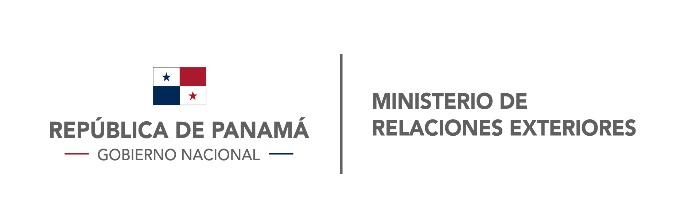 REPÚBLICA DE PANAMÁ
GOBIERNO NACIONAL
MINISTERIO DE
RELACIONES EXTERIORES